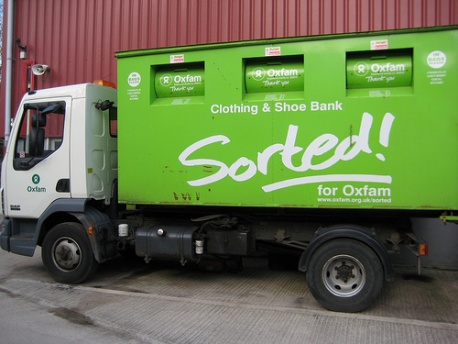 Oxfam
Thank you
Oxfam
Thank you
Oxfam
Thank you
Clothing & Shoe Bank
Sorted!
for Oxfam
www.oxfam.org.uk/sorted
Oxfam